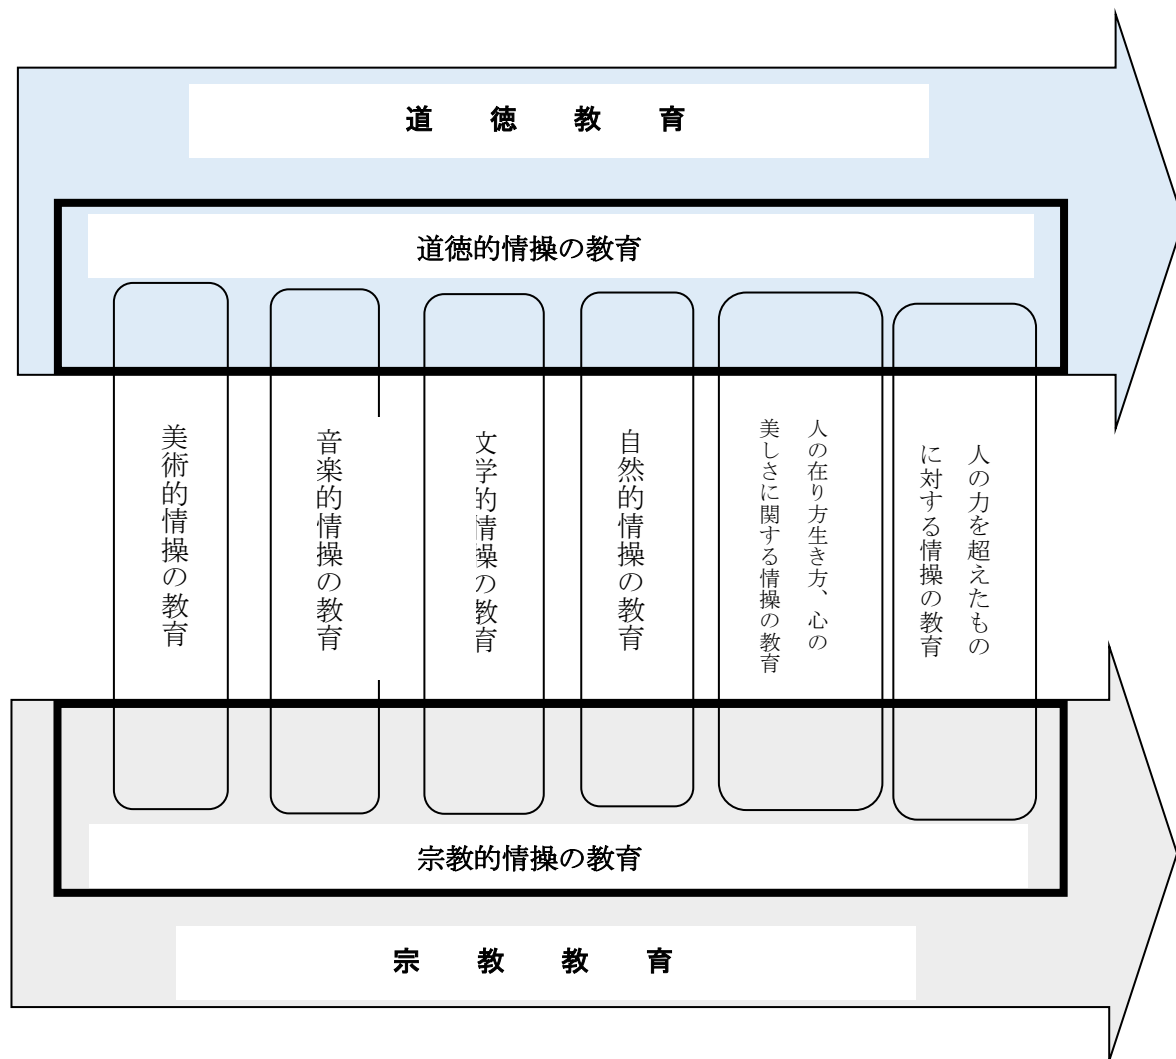 道徳教育
道徳的情操の教育
美術的情操の教育
音楽的情操の教育
文学的情操の教育
自然的情操の教育
人の在り方生き方、心の
美しさに関する情操の教育
人の力を超えたもの
に対する情操の教育
宗教的情操の教育
宗教教育